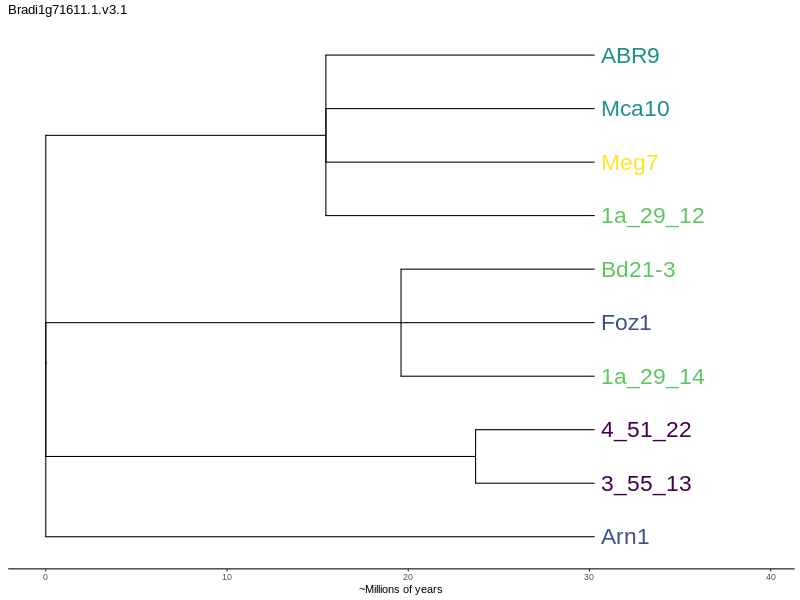 Bradi1g71611.1.v3.1
ABR9
Mca10
Meg7
1a_29_12
Bd21-3
Foz1
1a_29_14
4_51_22
3_55_13
Arn1
0 10 20 30 40
~Millions of years